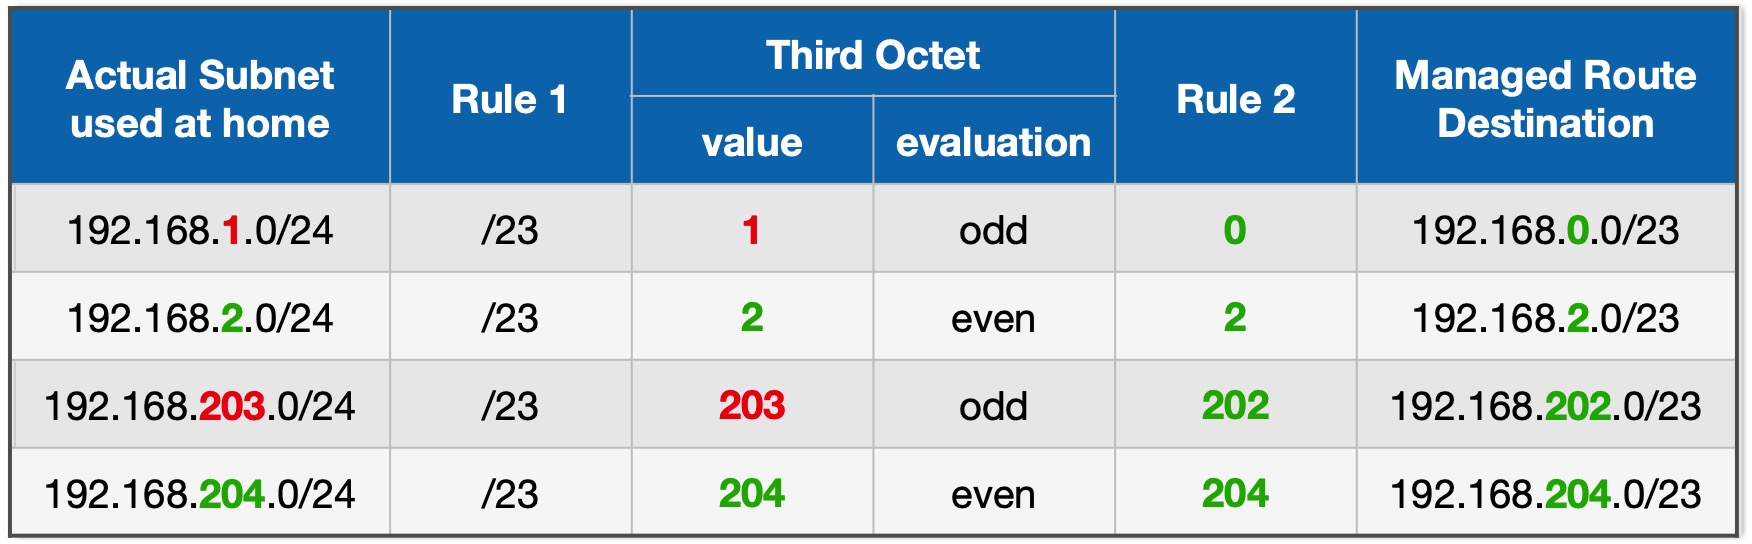 Actual Subnet
used at home
Rule 1
Third Octet
value
evaluation
Rule 2
Managed Route
Destination
192.168.1.0/24 /23 1 odd 0 192.168.0.0/23
192.168.2.0/24 /23 2 even 2 192.168.2.0/23
192.168.203.0/24 /23 203 odd 202 192.168.202.0/23
192.168.204.0/24 /23 204 even 204 192.168.204.0/23